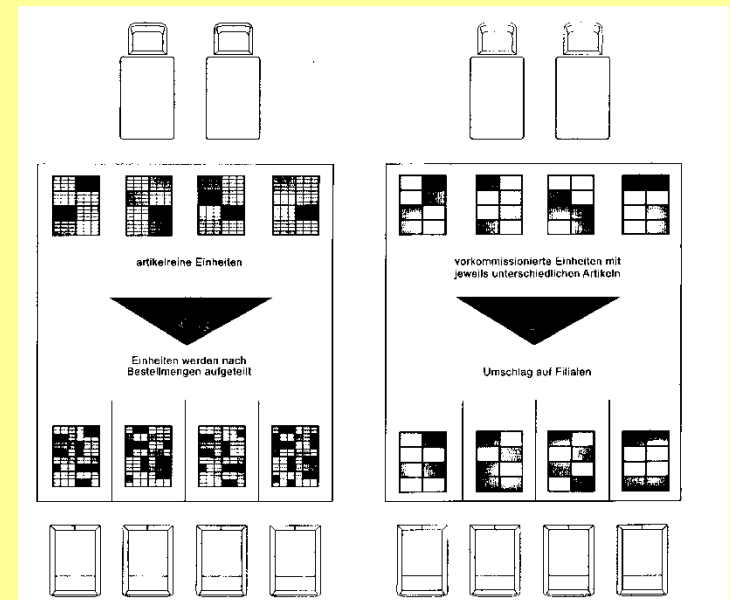 artikelreine Einheiten
Einheiten werden nach
Bestellmengen aufgeteilt
vorkommissionierte Einheiten mit
jeweils unterschiedlichen Artikeln
Umschlag auf Filialen